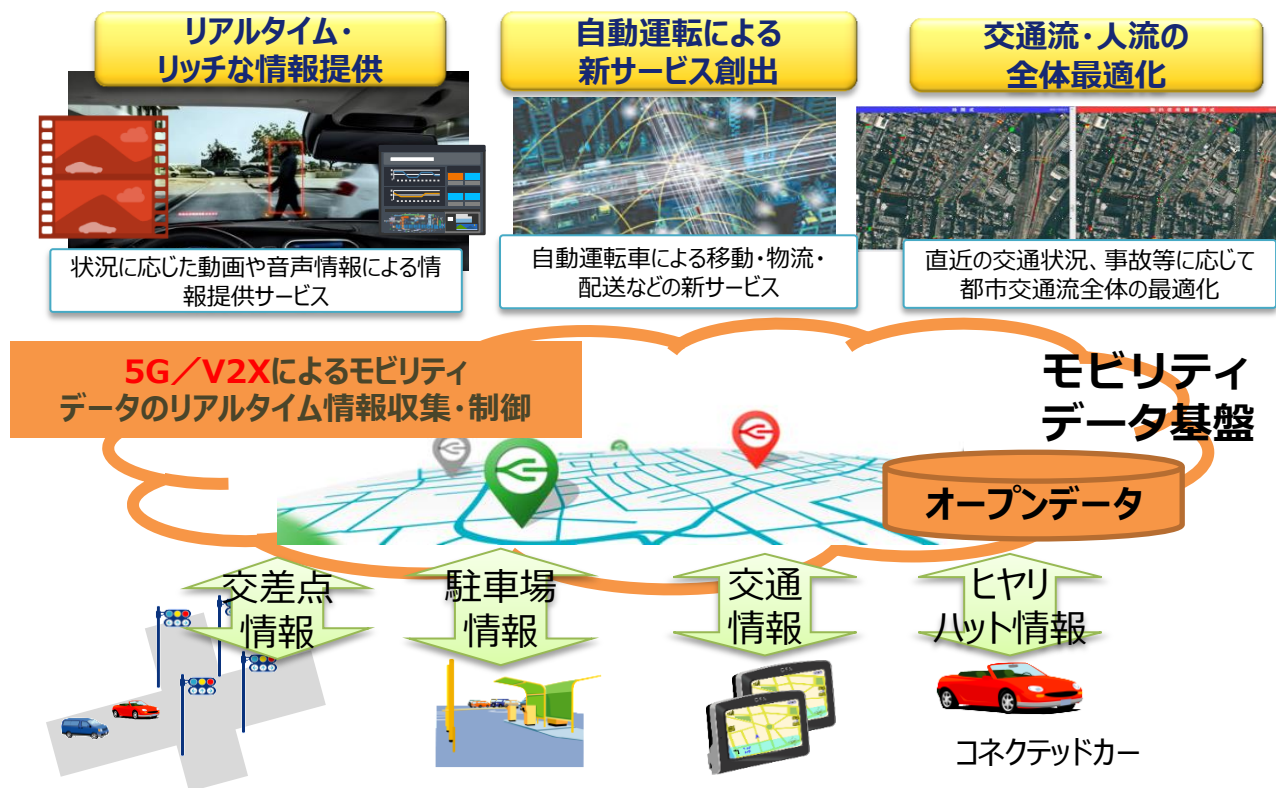 リアルタイム・
リッチな情報提供
自動運転による
新サービス創出
交通流・人流の
全体最適化
状況に応じた動画や音声情報による情
報提供サービス
自動運転車による移動・物流・
配送などの新サービス
直近の交通状況、事故等に応じて
都市交通流全体の最適化
5G／V2Xによるモビリティ
データのリアルタイム情報収集・制御
モビリティ
データ基盤
オープンデータ
交差点
情報
駐車場
情報
交通
情報
ヒヤリ
ハット情報
コネクテッドカー